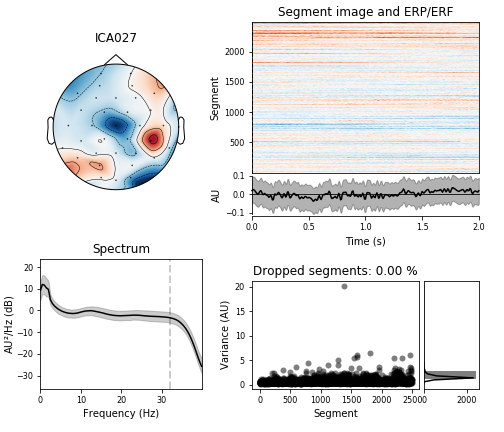 ICA027
Segment image and ERP/ERF
2000
1500
1000
500
Segment
0.1
0.0
−0.1
AU
0.0 0.5 1.0 1.5 2.0
Time (s)
Spectrum
20
10
0
−10
−20
−30
AU²/Hz (dB)
0 10 20 30
Frequency (Hz)
Dropped segments: 0.00 %
20
15
10
5
0
Variance (AU)
0 500 1000 1500 2000 2500
Segment
2000